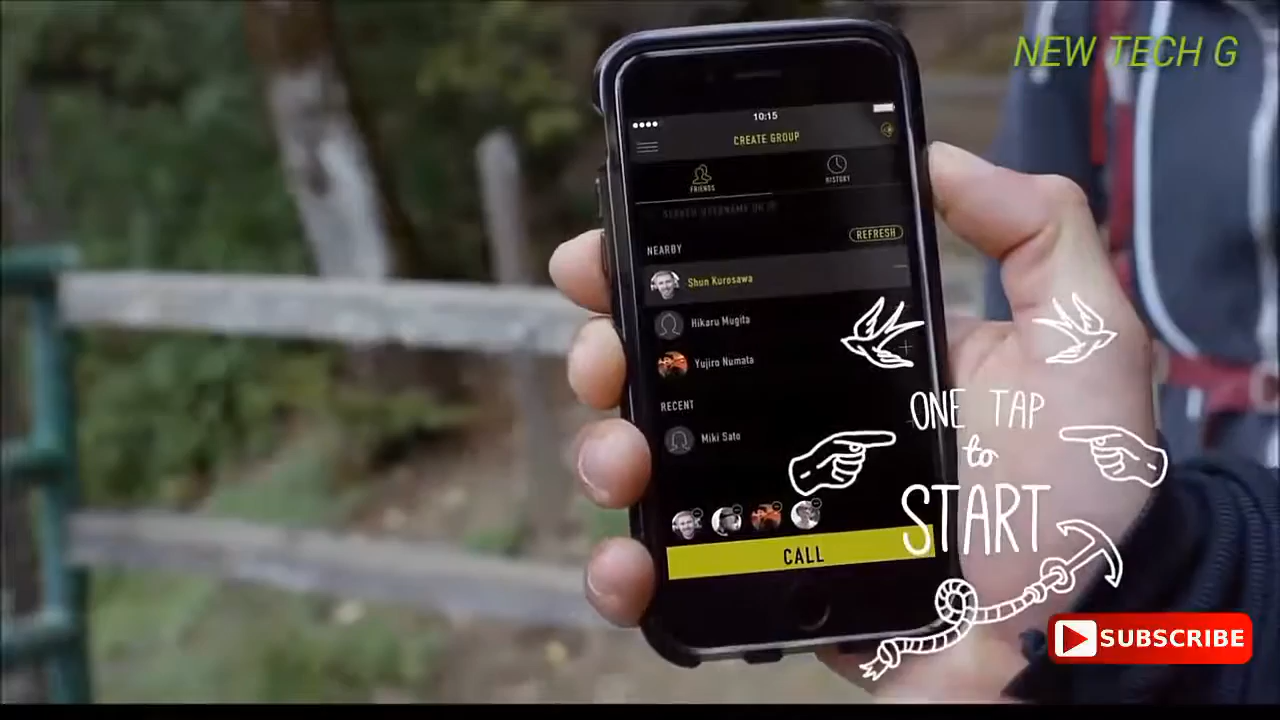 NEW TECH G
10:15
CREATE GROUP
FRIENDS
HISTORY
NEARBY
REFRESH
Shun Kurosawa
Hikaru Mugita
Yujiro Numata
RECENT
Miki Sato
CALL
ONE TAP
to
START
SUBSCRIBE